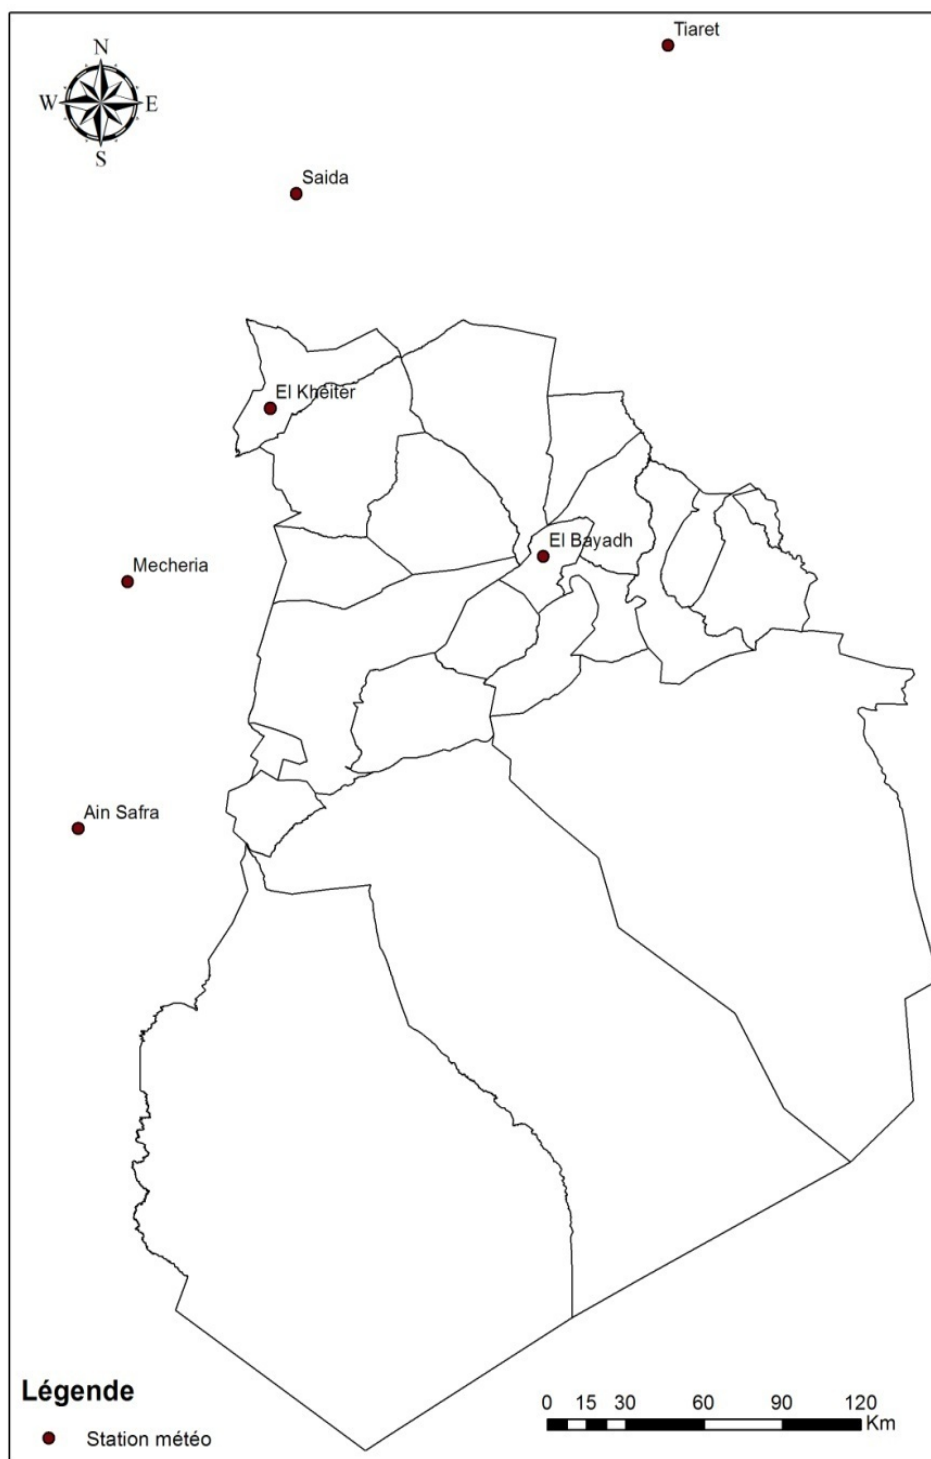 Tiaret
N
W E
S
Saida
El Kheiter
El Bayadh
Mecheria
Ain Safra
Légende
Station météo
0 15 30 60 90 120
Km